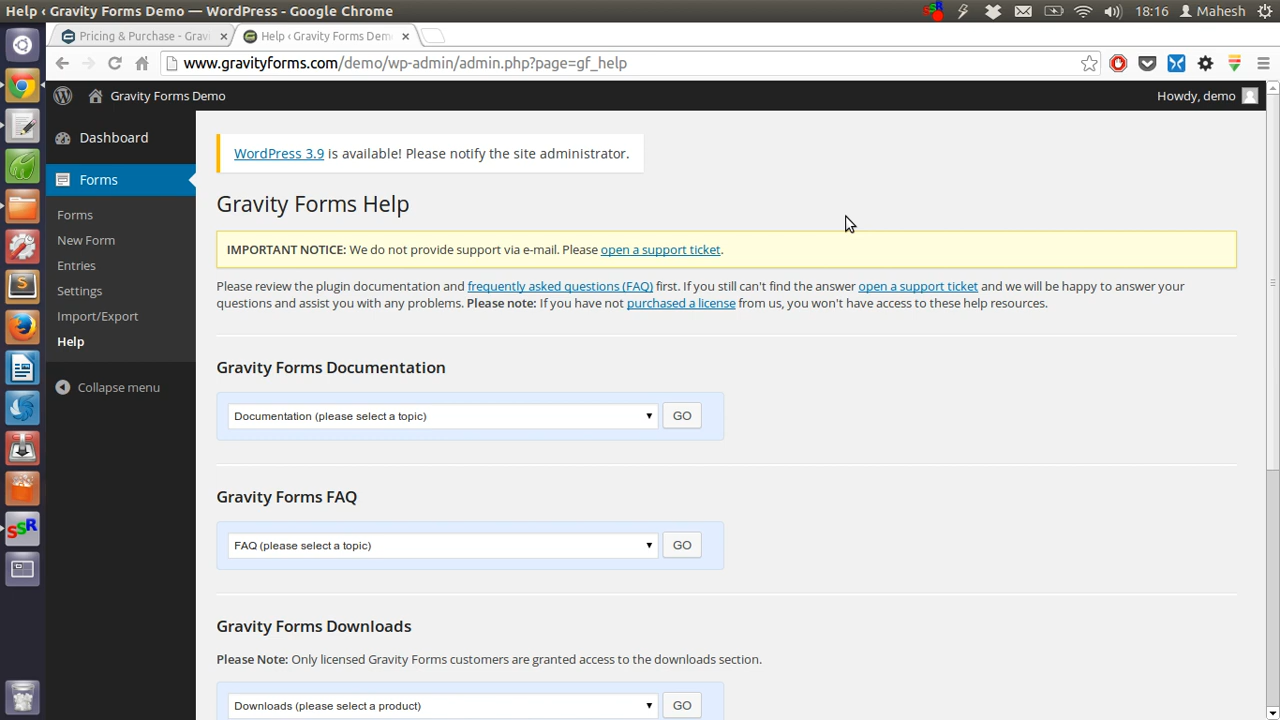 Help ‹ Gravity Forms Demo — WordPress - Google Chrome
18:16 Mahesh
Pricing & Purchase - Gravi
Help ‹ Gravity Forms Dem
www.gravityforms.com/demo/wp-admin/admin.php?page=gf_help
Gravity Forms Demo
Howdy, demo
Dashboard
Forms
Forms
New Form
Entries
Settings
Import/Export
Help
Collapse menu
WordPress 3.9 is available! Please notify the site administrator.
Gravity Forms Help
IMPORTANT NOTICE: We do not provide support via e-mail. Please open a support ticket.
Please review the plugin documentation and frequently asked questions (FAQ) first. If you still can't find the answer open a support ticket and we will be happy to answer your
questions and assist you with any problems. Please note: If you have not purchased a license from us, you won't have access to these help resources.
Gravity Forms Documentation
Documentation (please select a topic)
GO
Gravity Forms FAQ
FAQ (please select a topic)
GO
Gravity Forms Downloads
Please Note: Only licensed Gravity Forms customers are granted access to the downloads section.
Downloads (please select a product)
GO
SSR